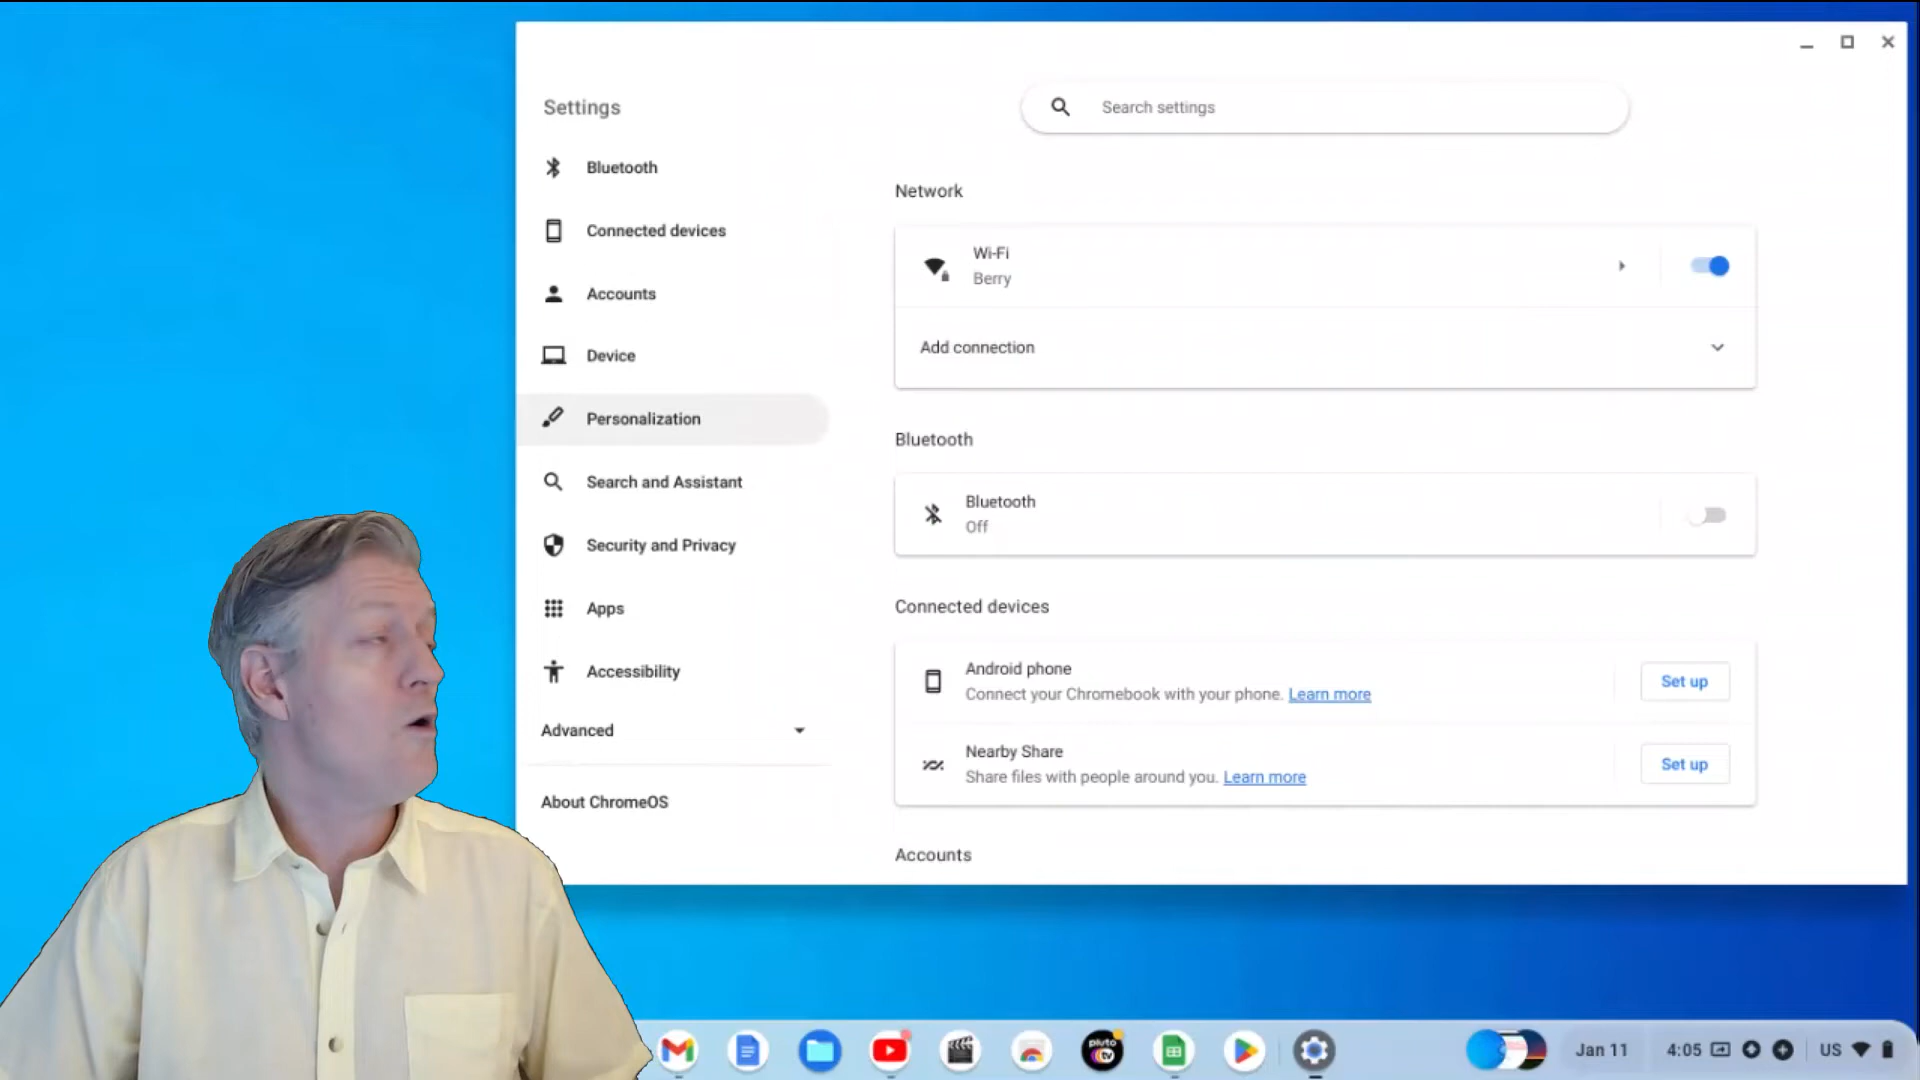 Settings
Search settings
Bluetooth
Connected devices
Accounts
Device
Personalization
Search and Assistant
Security and Privacy
Apps
Accessibility
Advanced
About ChromeOS
Network
Wi-Fi
Berry
Add connection
Bluetooth
Bluetooth
Off
Connected devices
Android phone
Connect your Chromebook with your phone. Learn more
Set up
Nearby Share
Share files with people around you. Learn more
Set up
Accounts
pluto
tv
Jan 11
4:05
US